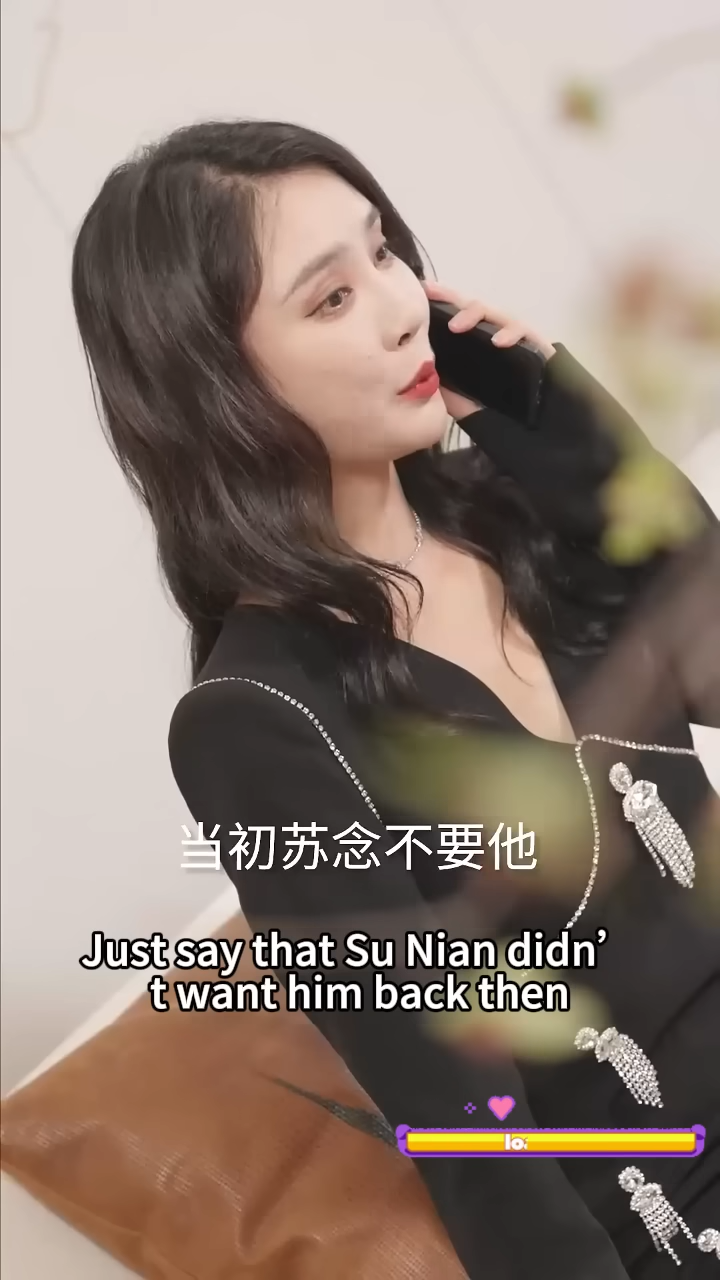 当初苏念不要他
Just say that Su Nian didn’
t want him back then